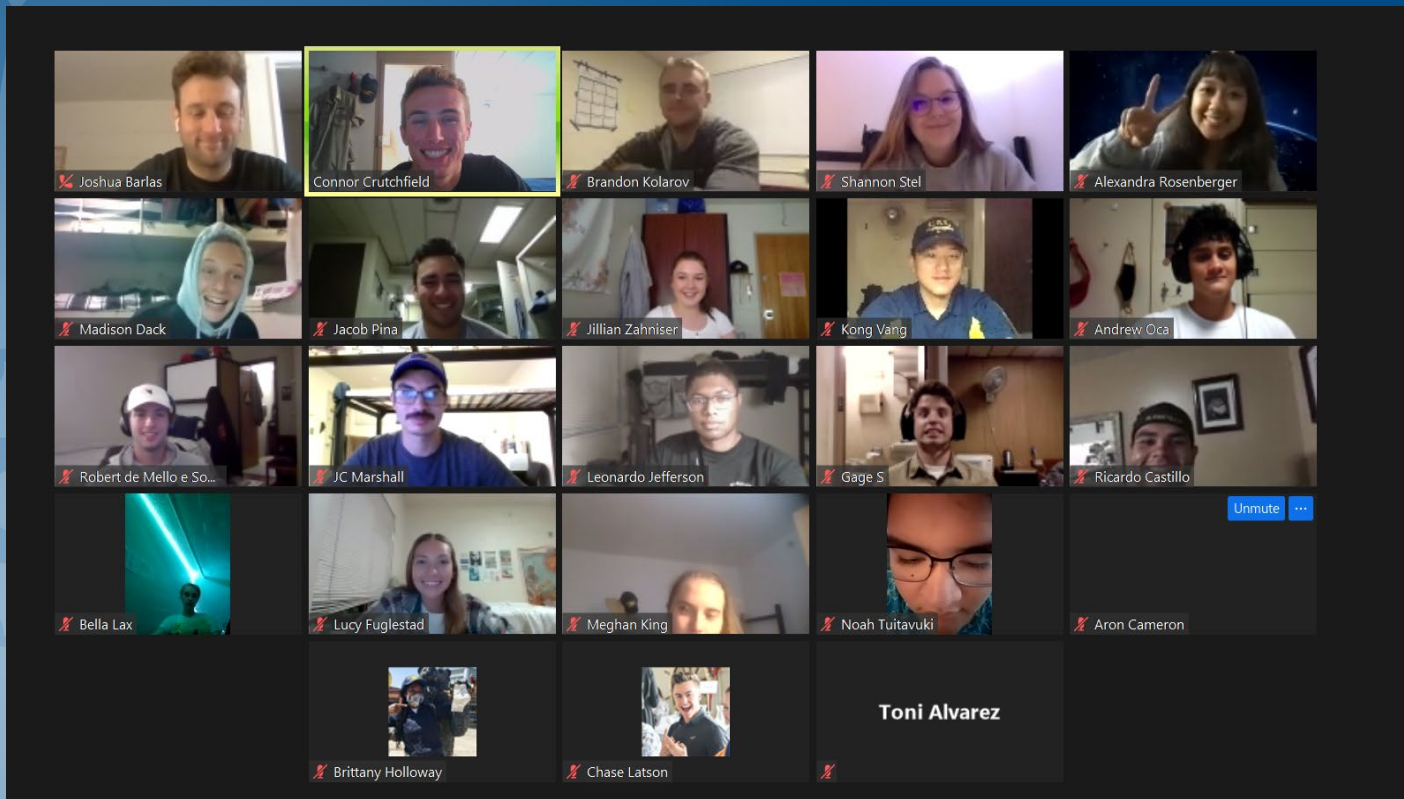 Joshua Barlas
Connor Crutchfield
Brandon Kolarov
Shannon Stel
Alexandra Rosenberger
Madison Dack
Jacob Pina
Jillian Zahniser
Kong Vang
Andrew Oca
Robert de Mello e So...
JC Marshall
Leonardo Jefferson
Gage S
Ricardo Castillo
Unmute ...
Bella Lax
Lucy Fuglestad
Meghan King
Noah Tuitavuki
Aron Cameron
Toni Alvarez
Brittany Holloway
Chase Latson